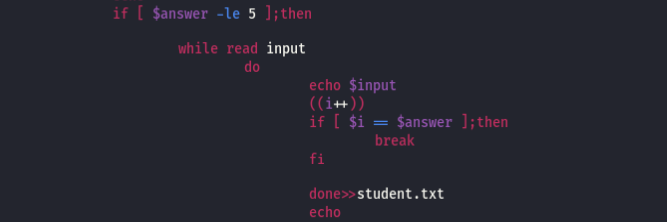 if [ $answer -le 5 ];then
while read input
do
echo $input
((i++))
if [ $i == $answer ];then
break
fi
done>>student.txt
echo